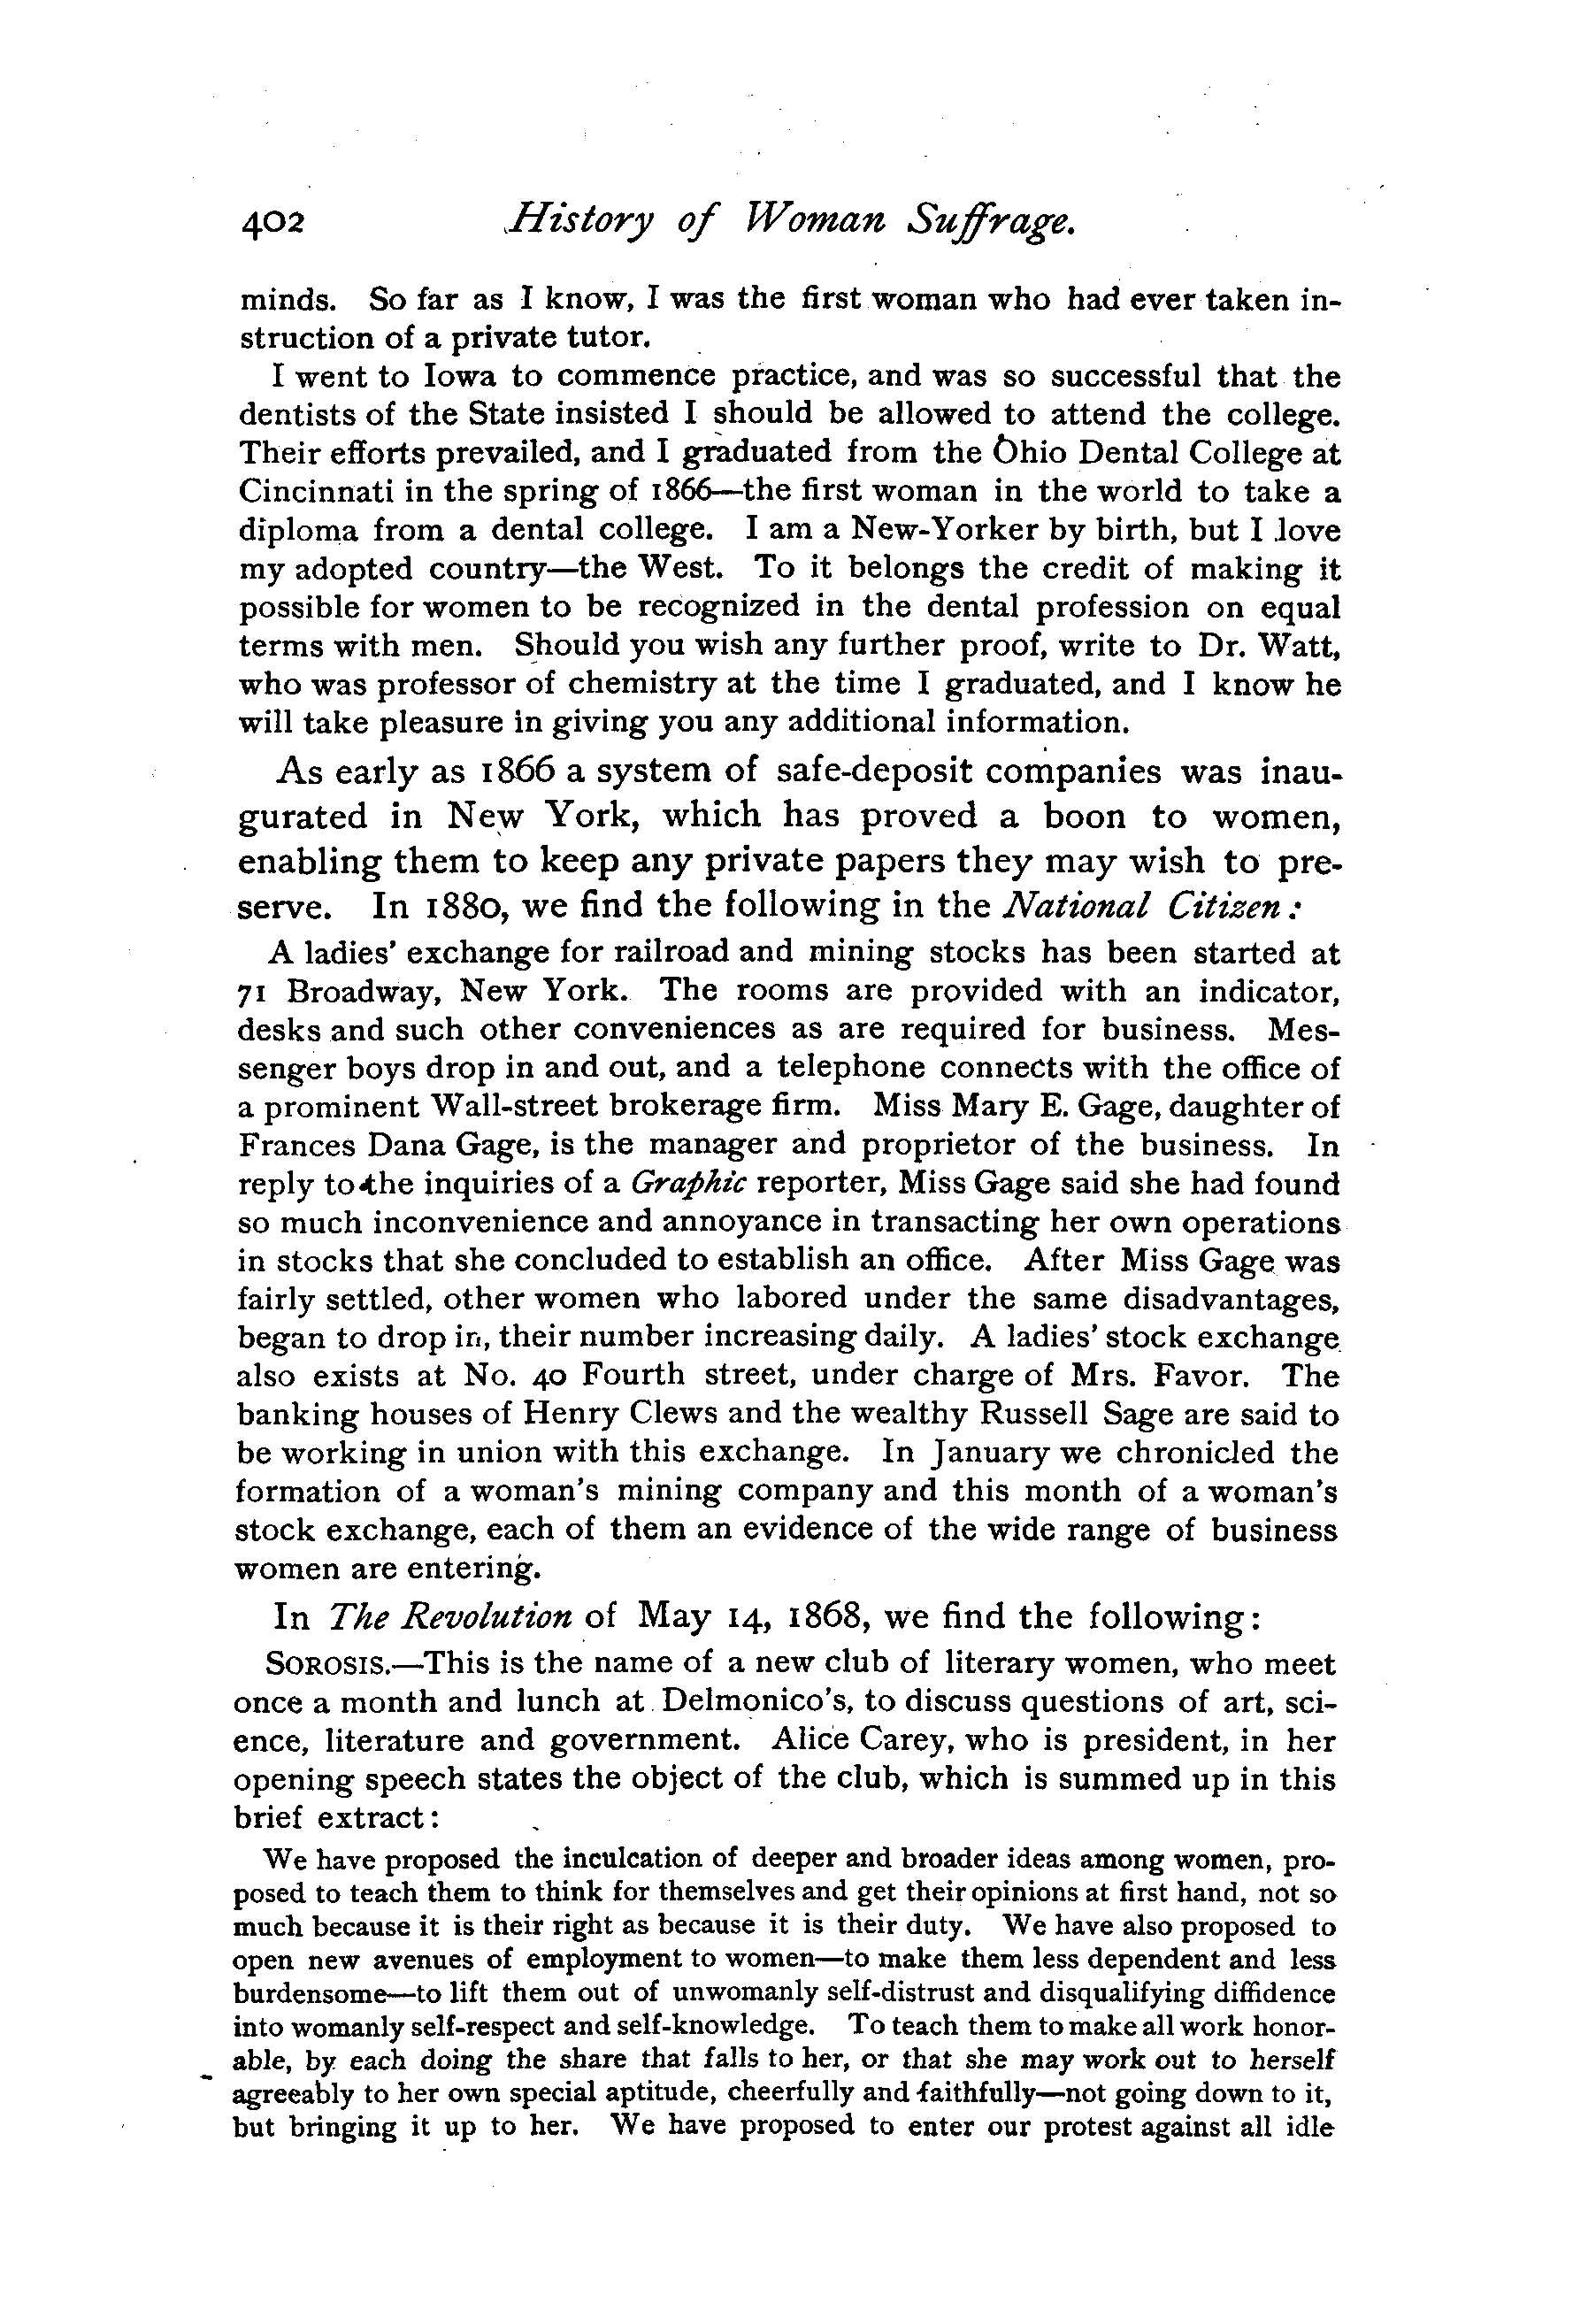 402 History of Woman Suffrage.
minds. So far as I know, I was the first woman who had ever taken in-
struction of a private tutor.
I went to Iowa to commence practice, and was so successful that the
dentists of the State insisted I should be allowed to attend the college.
Their efforts prevailed, and I graduated from the Ohio Dental College at
Cincinnati in the spring of 1866—the first woman in the world to take a
diploma from a dental college. I am a New-Yorker by birth, but I love
my adopted country—the West. To it belongs the credit of making it
possible for women to be recognized in the dental profession on equal
terms with men. Should you wish any further proof, write to Dr. Watt,
who was professor of chemistry at the time I graduated, and I know he
will take pleasure in giving you any additional information.
As early as 1866 a system of safe-deposit companies was inau-
gurated in New York, which has proved a boon to women,
enabling them to keep any private papers they may wish to pre-
serve. In 1880, we find the following in the National Citizen:
A ladies' exchange for railroad and mining stocks has been started at
71 Broadway, New York. The rooms are provided with an indicator,
desks and such other conveniences as are required for business. Mes-
senger boys drop in and out, and a telephone connects with the office of
a prominent Wall-street brokerage firm. Miss Mary E. Gage, daughter of
Frances Dana Gage, is the manager and proprietor of the business. In
reply to the inquiries of a Graphic reporter, Miss Gage said she had found
so much inconvenience and annoyance in transacting her own operations
in stocks that she concluded to establish an office. After Miss Gage was
fairly settled, other women who labored under the same disadvantages,
began to drop in, their number increasing daily. A ladies' stock exchange
also exists at No. 40 Fourth street, under charge of Mrs. Favor. The
banking houses of Henry Clews and the wealthy Russell Sage are said to
be working in union with this exchange. In January we chronicled the
formation of a woman's mining company and this month of a woman's
stock exchange, each of them an evidence of the wide range of business
women are entering.
In The Revolution of May 14, 1868, we find the following:
SOROSIS.—This is the name of a new club of literary women, who meet
once a month and lunch at Delmonico's, to discuss questions of art, sci-
ence, literature and government. Alice Carey, who is president, in her
opening speech states the object of the club, which is summed up in this
brief extract:
We have proposed the inculcation of deeper and broader ideas among women, pro-
posed to teach them to think for themselves and get their opinions at first hand, not so
much because it is their right as because it is their duty. We have also proposed to
open new avenues of employment to women—to make them less dependent and less
burdensome—to lift them out of unwomanly self-distrust and disqualifying diffidence
into womanly self-respect and self-knowledge. To teach them to make all work honor-
able, by each doing the share that falls to her, or that she may work out to herself
agreeably to her own special aptitude, cheerfully and faithfully—not going down to it,
but bringing it up to her. We have proposed to enter our protest against all idle